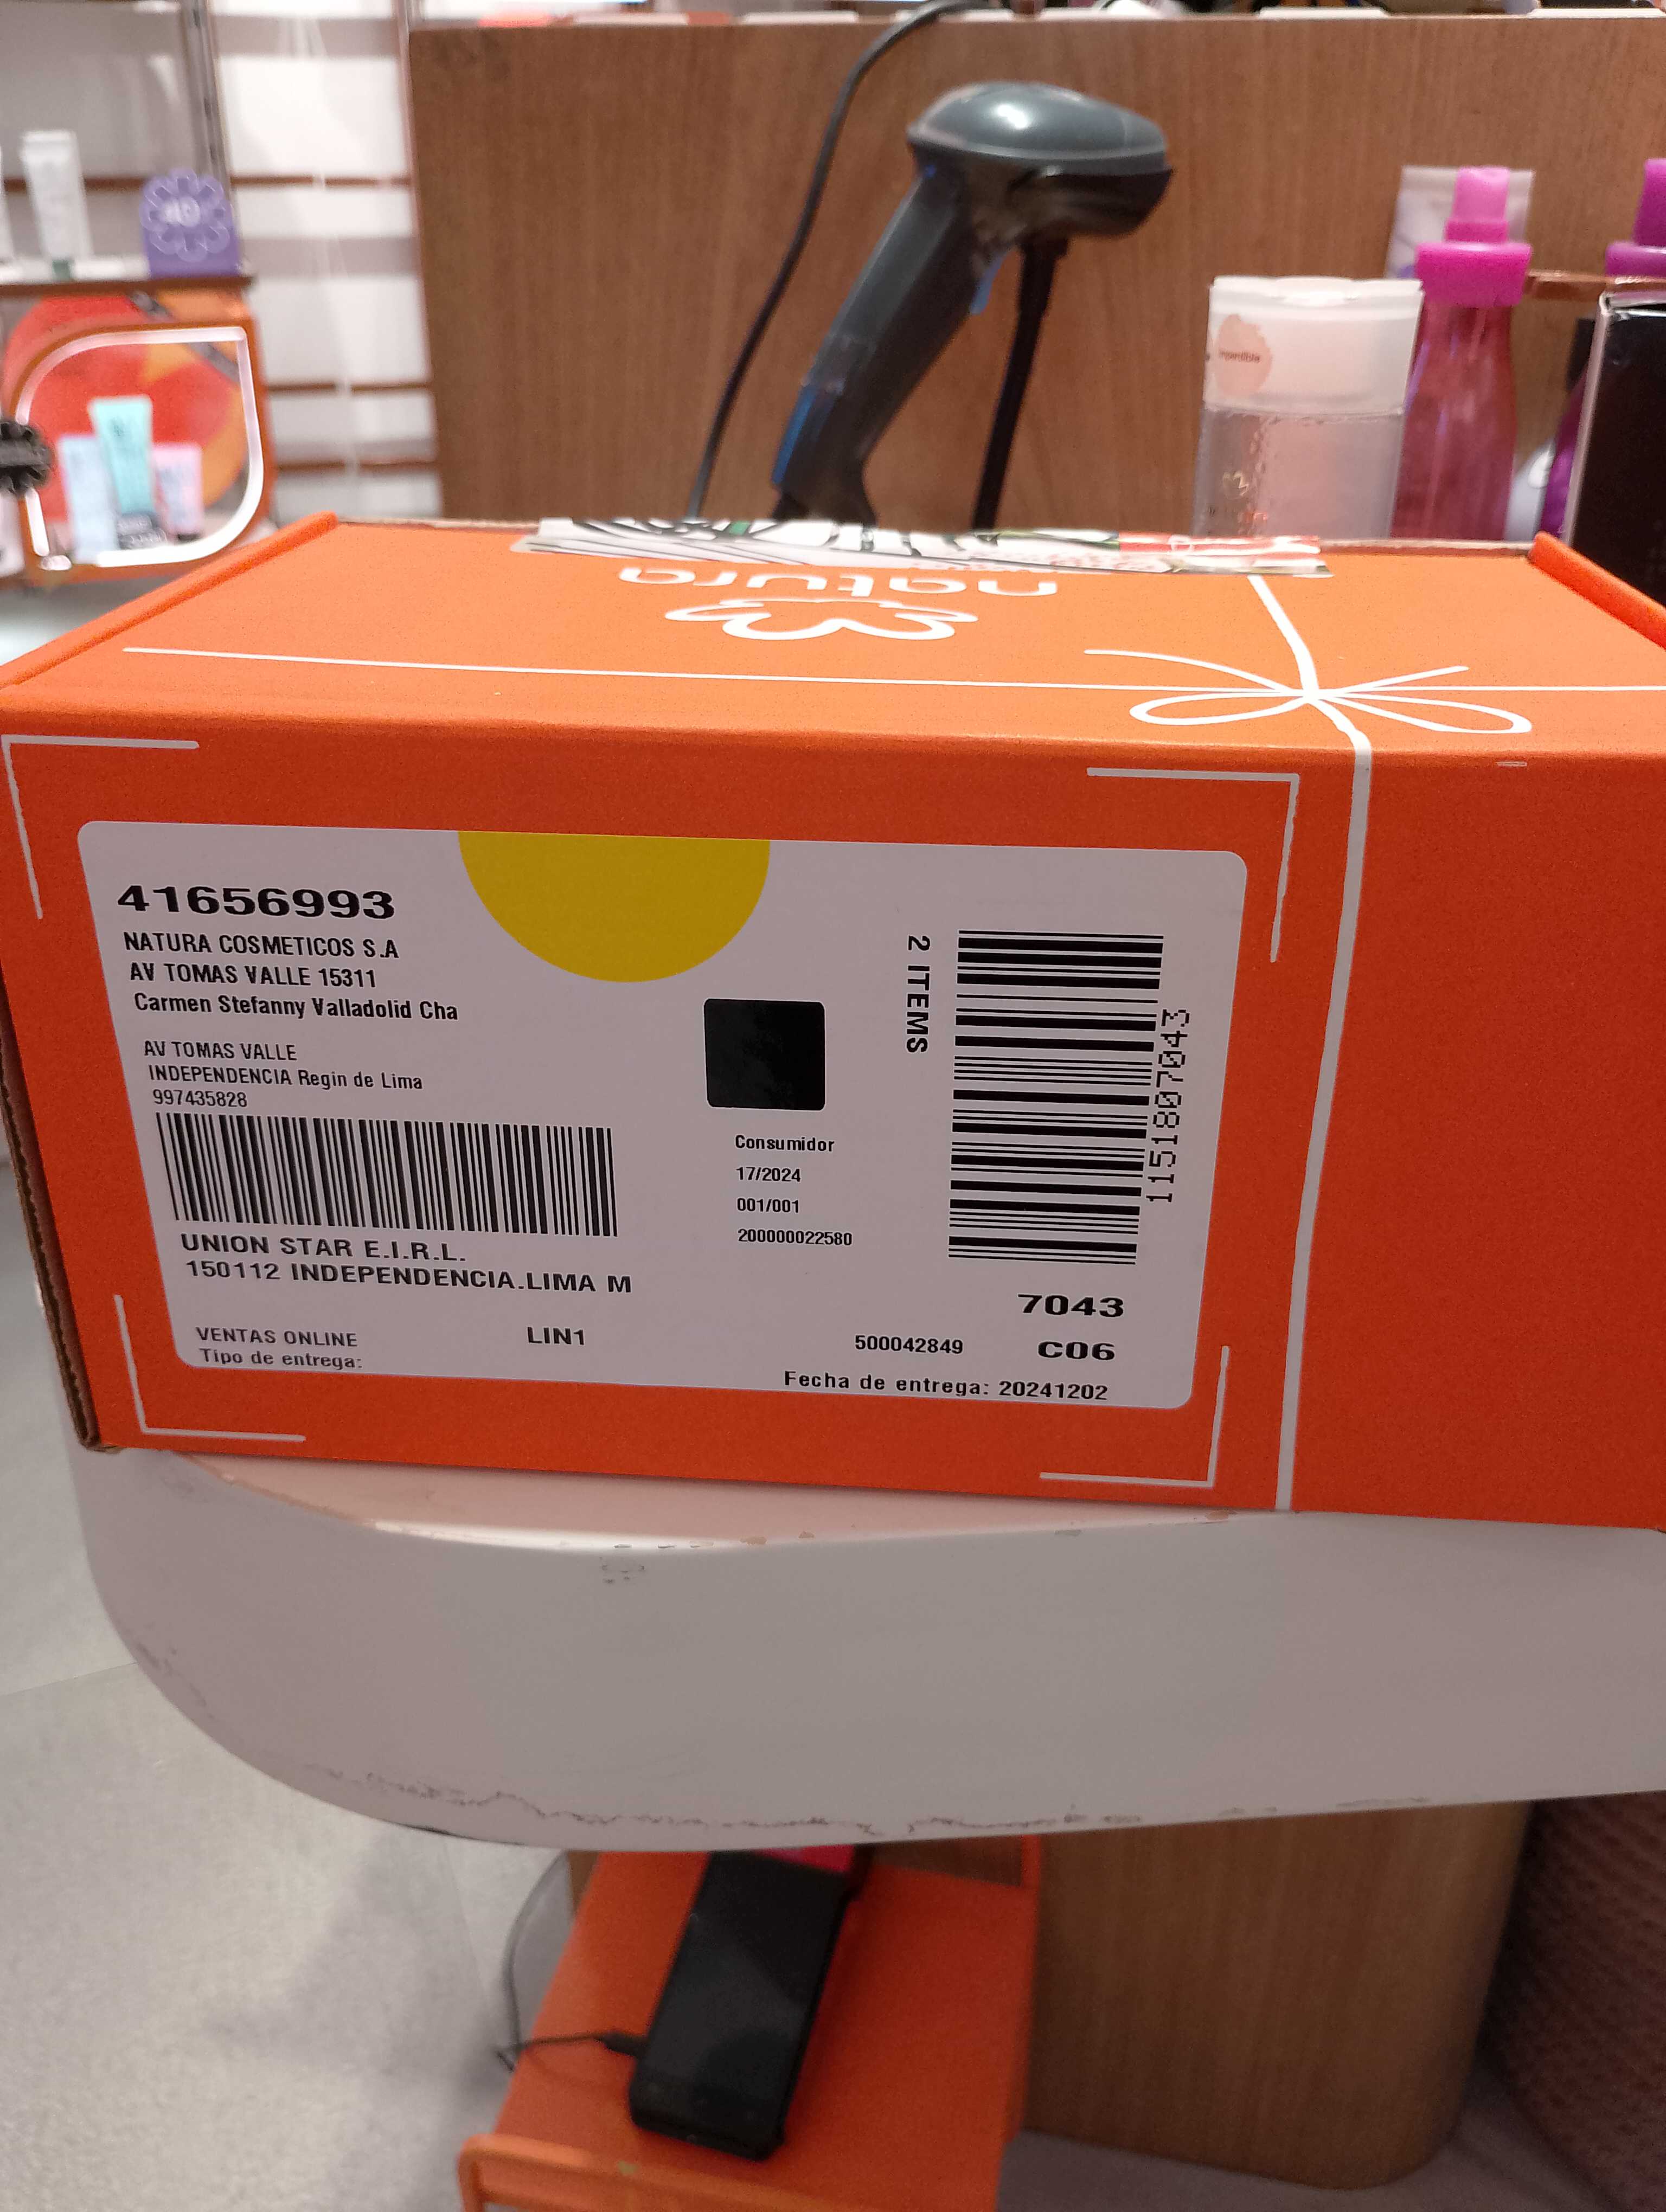 natura
41656993
NATURA COSMETICOS S.A
AV TOMAS VALLE 15311
Carmen Stefanny Valladolid Cha
AV TOMAS VALLE
INDEPENDENCIA Regin de Lima
997435828
UNION STAR E.I.R.L.
150112 INDEPENDENCIA.LIMA M
VENTAS ONLINE
LIN1
Tipo de entrega:
Consumidor
17/2024
001/001
200000022580
2 ITEMS
1151807043
7043
500042849
C06
Fecha de entrega: 20241202